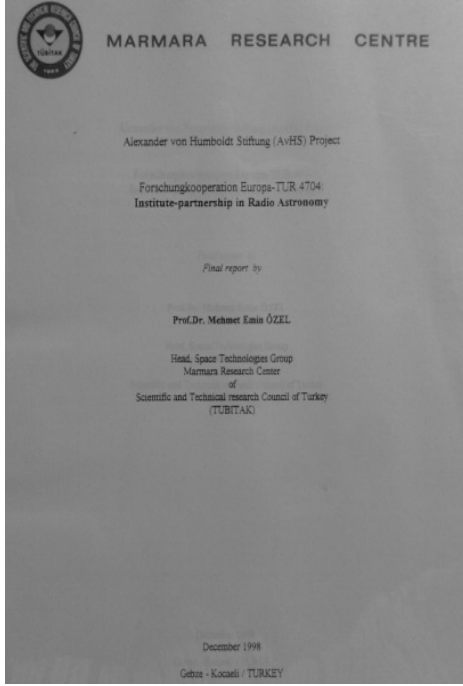 TÜBİTAK
MARMARA RESEARCH CENTRE
Alexander von Humboldt Stiftung (AvHS) Project
Forschungkooperation Europa-TUR 4704:
Institute-partnership in Radio Astronomy
Final report by
Prof.Dr. Mehmet Emin ÖZEL
Head, Space Technologies Group
Marmara Research Center
of
Scientific and Technical research Council of Turkey
(TUBITAK)
December 1998
Gebze - Kocaeli / TURKEY